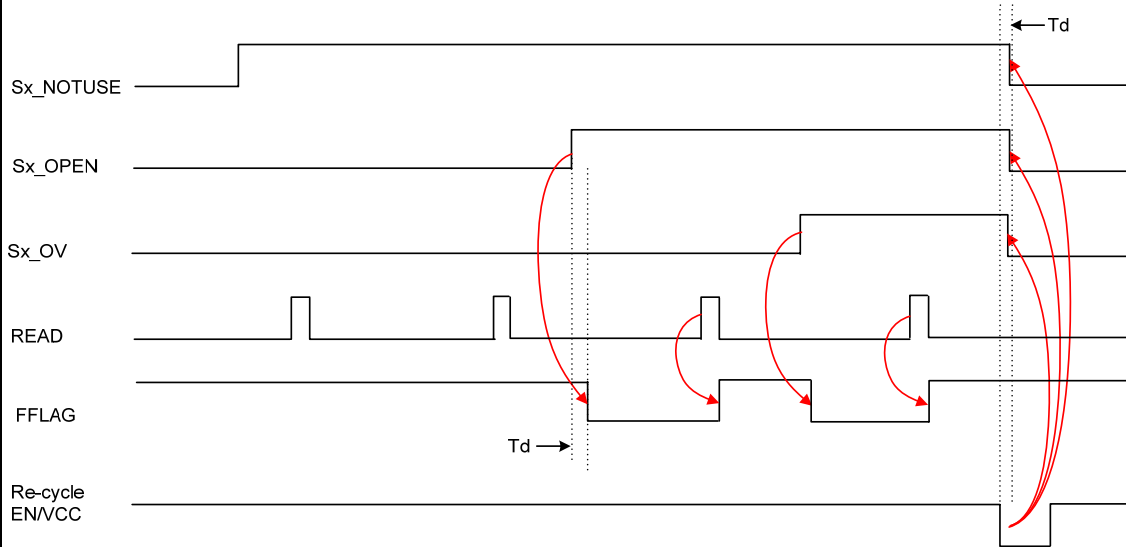 Td
Sx_NOTUSE
Sx_OPEN
Sx_OV
READ
FFLAG
Td
Re-cycle
EN/VCC